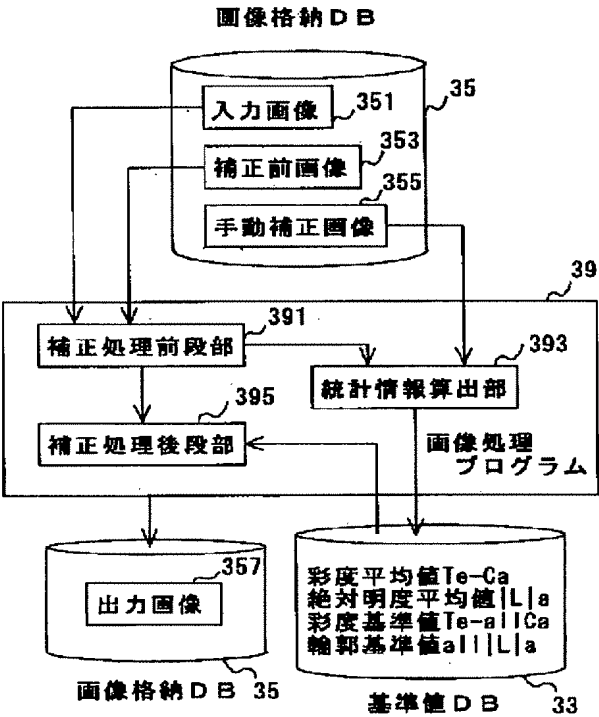 画像格納DB
35
入力画像
351
353
補正前画像
355
手動補正画像
39
391
補正処理前段部
393
統計情報算出部
395
補正処理後段部
画像処理
プログラム
357
出力画像
35
画像格納DB
彩度平均値Te-Ca
絶対明度平均値|L|a
彩度基準値Te-allCa
輪郭基準値all|L|a
基準値DB
33